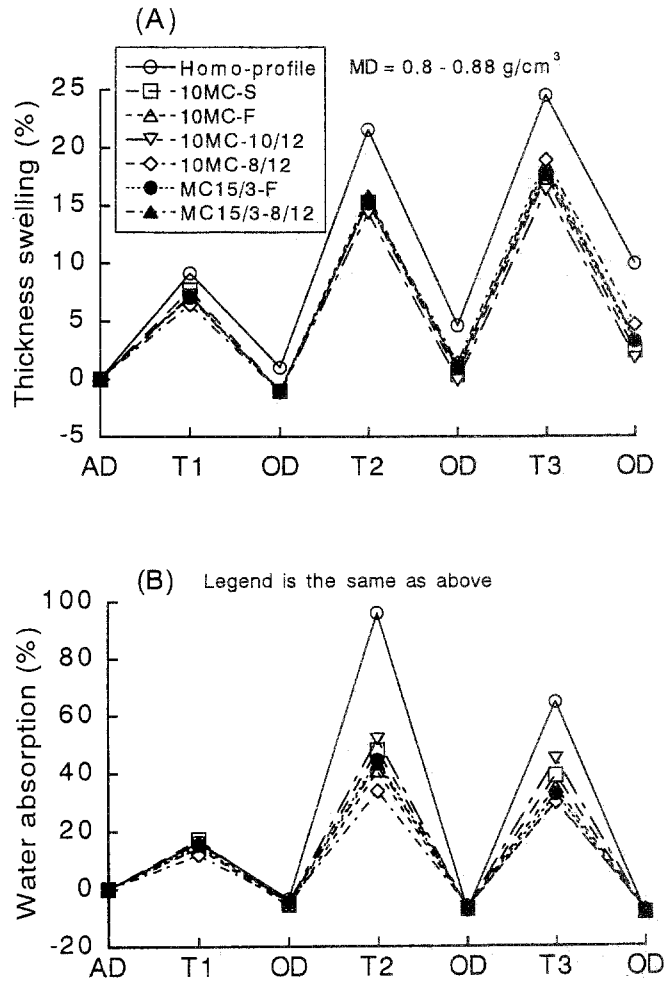 (A)
MD = 0.8 - 0.88 g/cm³
Homo-profile
10MC-S
10MC-F
10MC-10/12
10MC-8/12
MC15/3-F
MC15/3-8/12
Thickness swelling (%)
25
20
15
10
5
0
-5
AD T1 OD T2 OD T3 OD
(B) Legend is the same as above
Water absorption (%)
100
80
60
40
20
0
-20
AD T1 OD T2 OD T3 OD